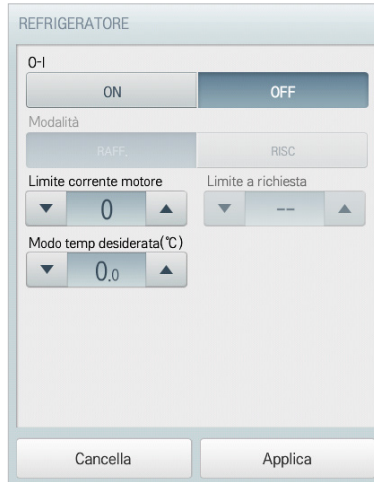 REFRIGERATORE
O-I
ON OFF
Modalità
RAFF. RISC
Limite corrente motore Limite a richiesta
▼ 0 ▲ ▼ -- ▲
Modo temp desiderata(℃)
▼ 0.0 ▲
Cancella Applica